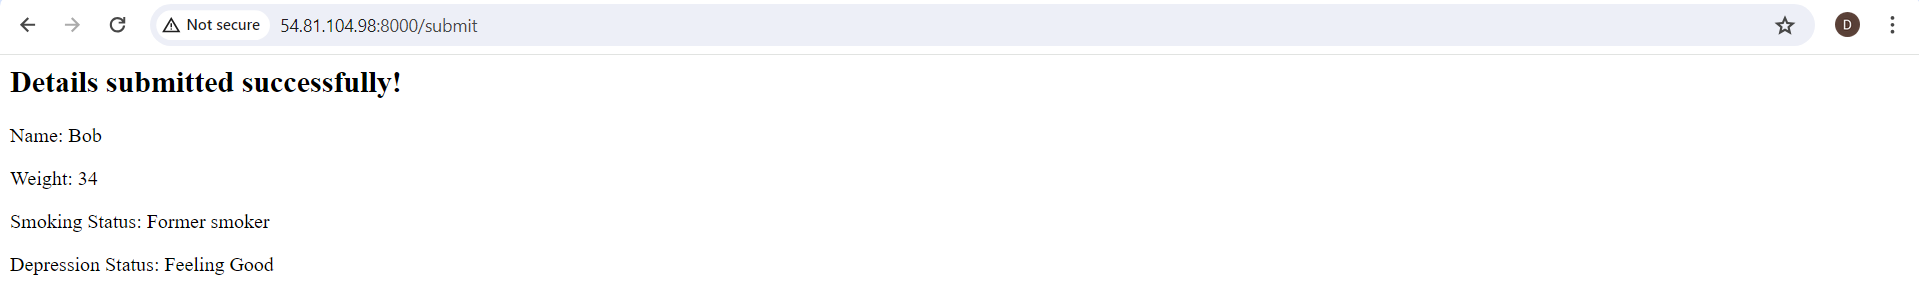 Not secure 54.81.104.98:8000/submit D
Details submitted successfully!
Name: Bob
Weight: 34
Smoking Status: Former smoker
Depression Status: Feeling Good